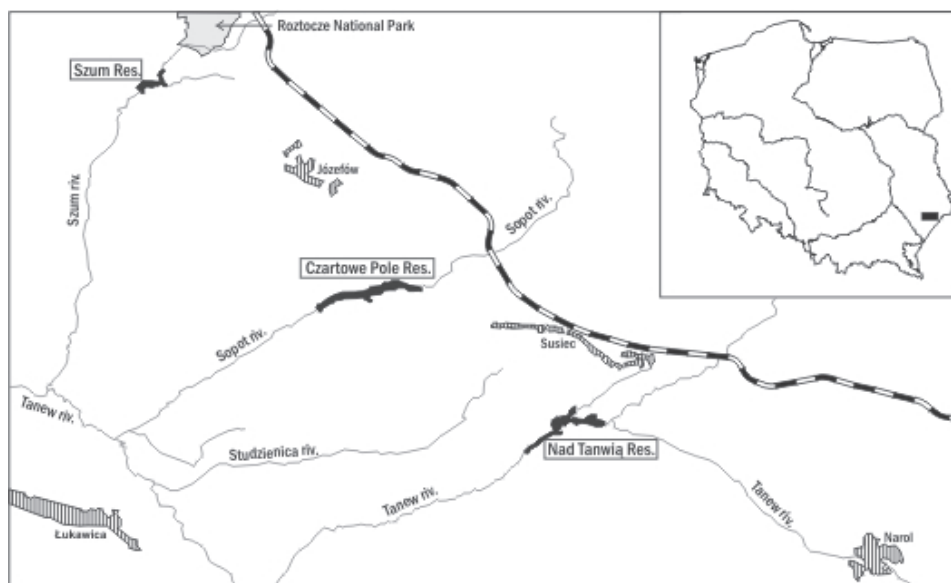 Roztocze National Park
Szum Res.
Józefów
Szum riv.
Sopot riv.
Czartowe Pole Res.
Sopot riv.
Susiec
Tanew riv.
Studzienica riv.
Nad Tanwią Res.
Tanew riv.
Tanew riv.
Łukawica
Narol